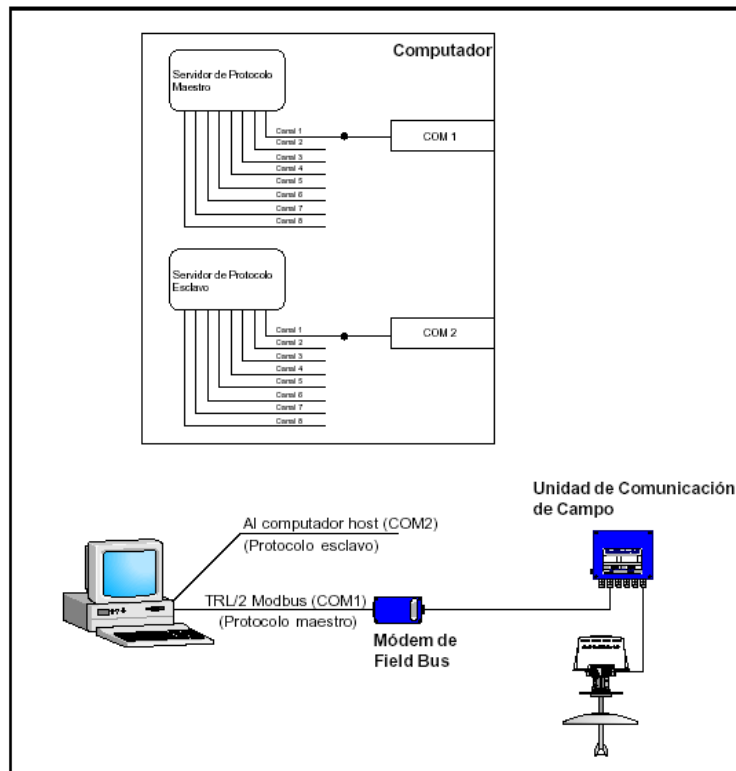 Computador
Servidor de Protocolo
Maestro
Canal 1
Canal 2
Canal 3
Canal 4
Canal 5
Canal 6
Canal 7
Canal 8
COM 1
Servidor de Protocolo
Esclavo
Canal 1
Canal 2
Canal 3
Canal 4
Canal 5
Canal 6
Canal 7
Canal 8
COM 2
Unidad de Comunicación
de Campo
Al computador host (COM2)
(Protocolo esclavo)
TRL/2 Modbus (COM1)
(Protocolo maestro)
Módem de
Field Bus